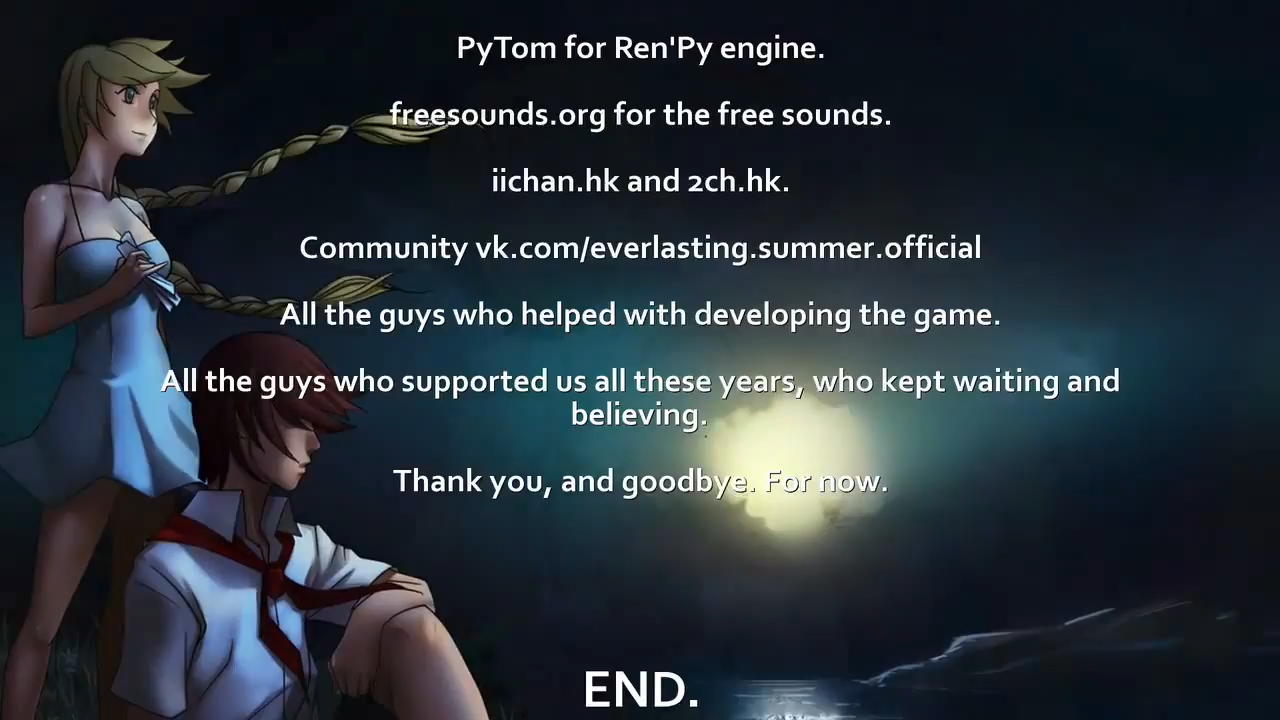 PyTom for Ren'Py engine.
freesounds.org for the free sounds.
iichan.hk and 2ch.hk.
Community vk.com/everlasting.summer.official
All the guys who helped with developing the game.
All the guys who supported us all these years, who kept waiting and
believing.
Thank you, and goodbye. For now.
END.